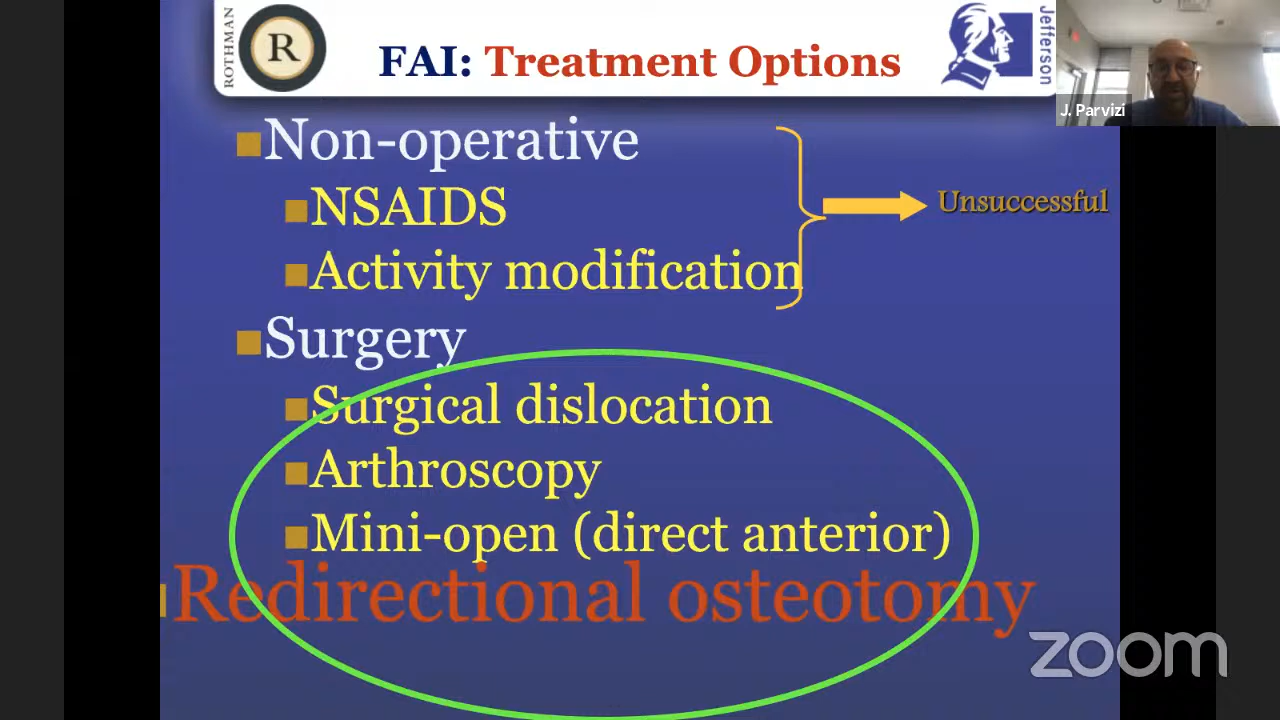 ROTHMAN
R
FAI: Treatment Options
Jefferson
J. Parvizi
Non-operative
NSAIDS
Activity modification
Unsuccessful
Surgery
Surgical dislocation
Arthroscopy
Mini-open (direct anterior)
Redirectional osteotomy
zoom